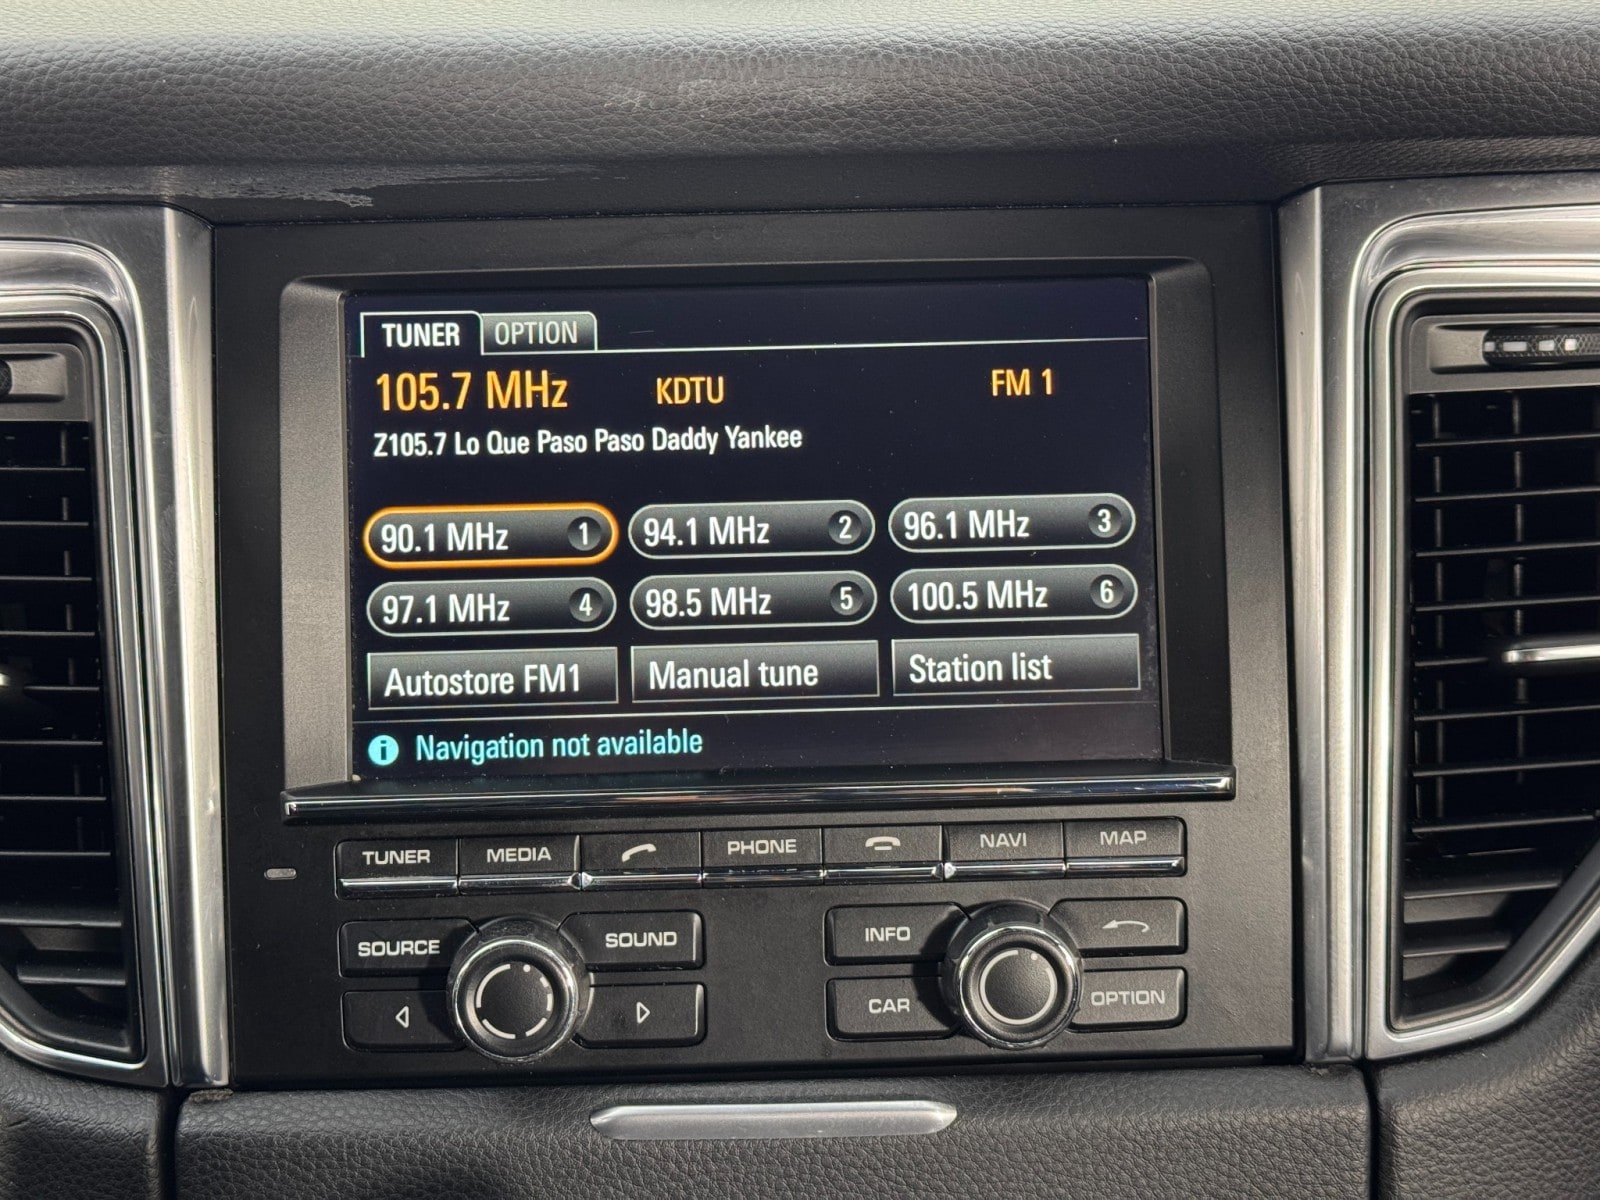 TUNER OPTION
105.7 MHz KDTU FM 1
Z105.7 Lo Que Paso Paso Daddy Yankee
90.1 MHz 1 94.1 MHz 2 96.1 MHz 3
97.1 MHz 4 98.5 MHz 5 100.5 MHz 6
Autostore FM1 Manual tune Station list
i Navigation not available
TUNER MEDIA PHONE NAVI MAP
SOURCE SOUND INFO
CAR OPTION